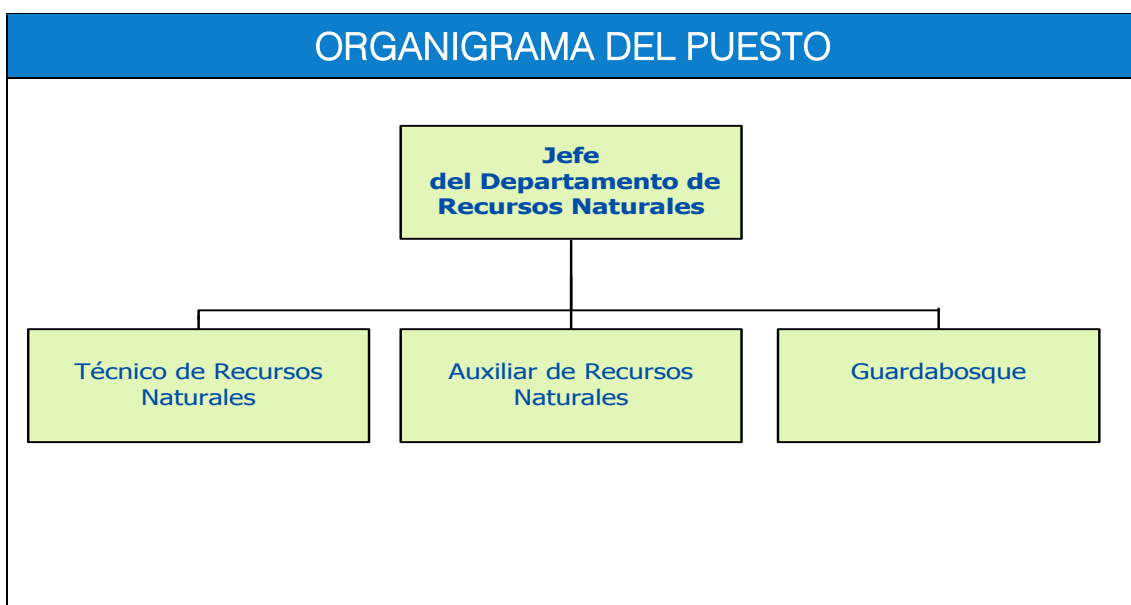 ORGANIGRAMA DEL PUESTO
Jefe
del Departamento de
Recursos Naturales
Técnico de Recursos
Naturales
Auxiliar de Recursos
Naturales
Guardabosque